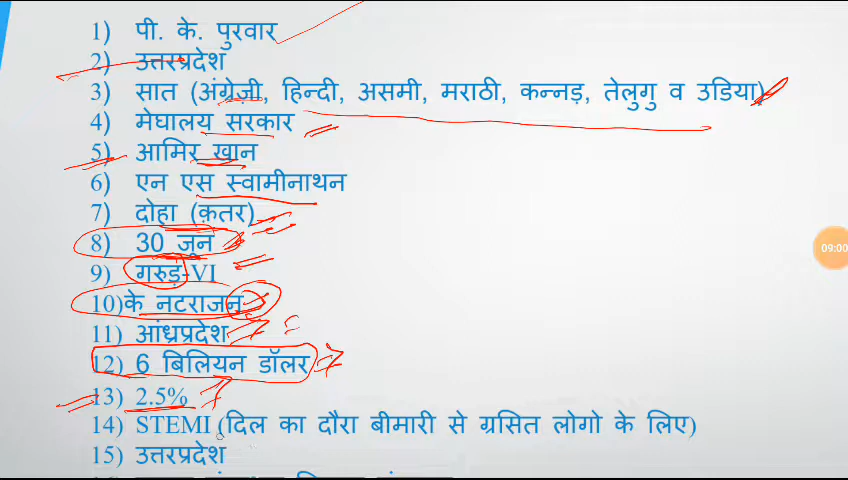 1) पी. के. पुरवार
2) उत्तरप्रदेश
3) सात (अंग्रेजी, हिन्दी, असमी, मराठी, कन्नड़, तेलुगु व उडिया)
4) मेघालय सरकार
5) आमिर खान
6) एन एस स्वामीनाथन
7) दोहा (क़तर)
8) 30 जून
9) गरुड़-VI
10)के नटराजन
11) आंध्रप्रदेश
12) 6 बिलियन डॉलर
13) 2.5%
14) STEMI (दिल का दौरा बीमारी से ग्रसित लोगो के लिए)
15) उत्तरप्रदेश
09:00